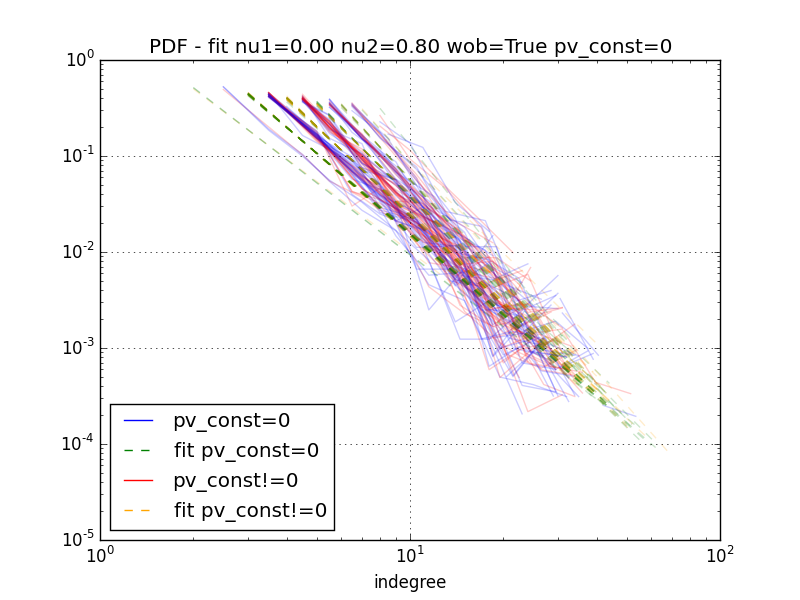 PDF - fit nu1=0.00 nu2=0.80 wob=True pv_const=0
10^0
10^-1
10^-2
10^-3
10^-4
10^-5
pv_const=0
fit pv_const=0
pv_const!=0
fit pv_const!=0
10^0 10^1 10^2
indegree